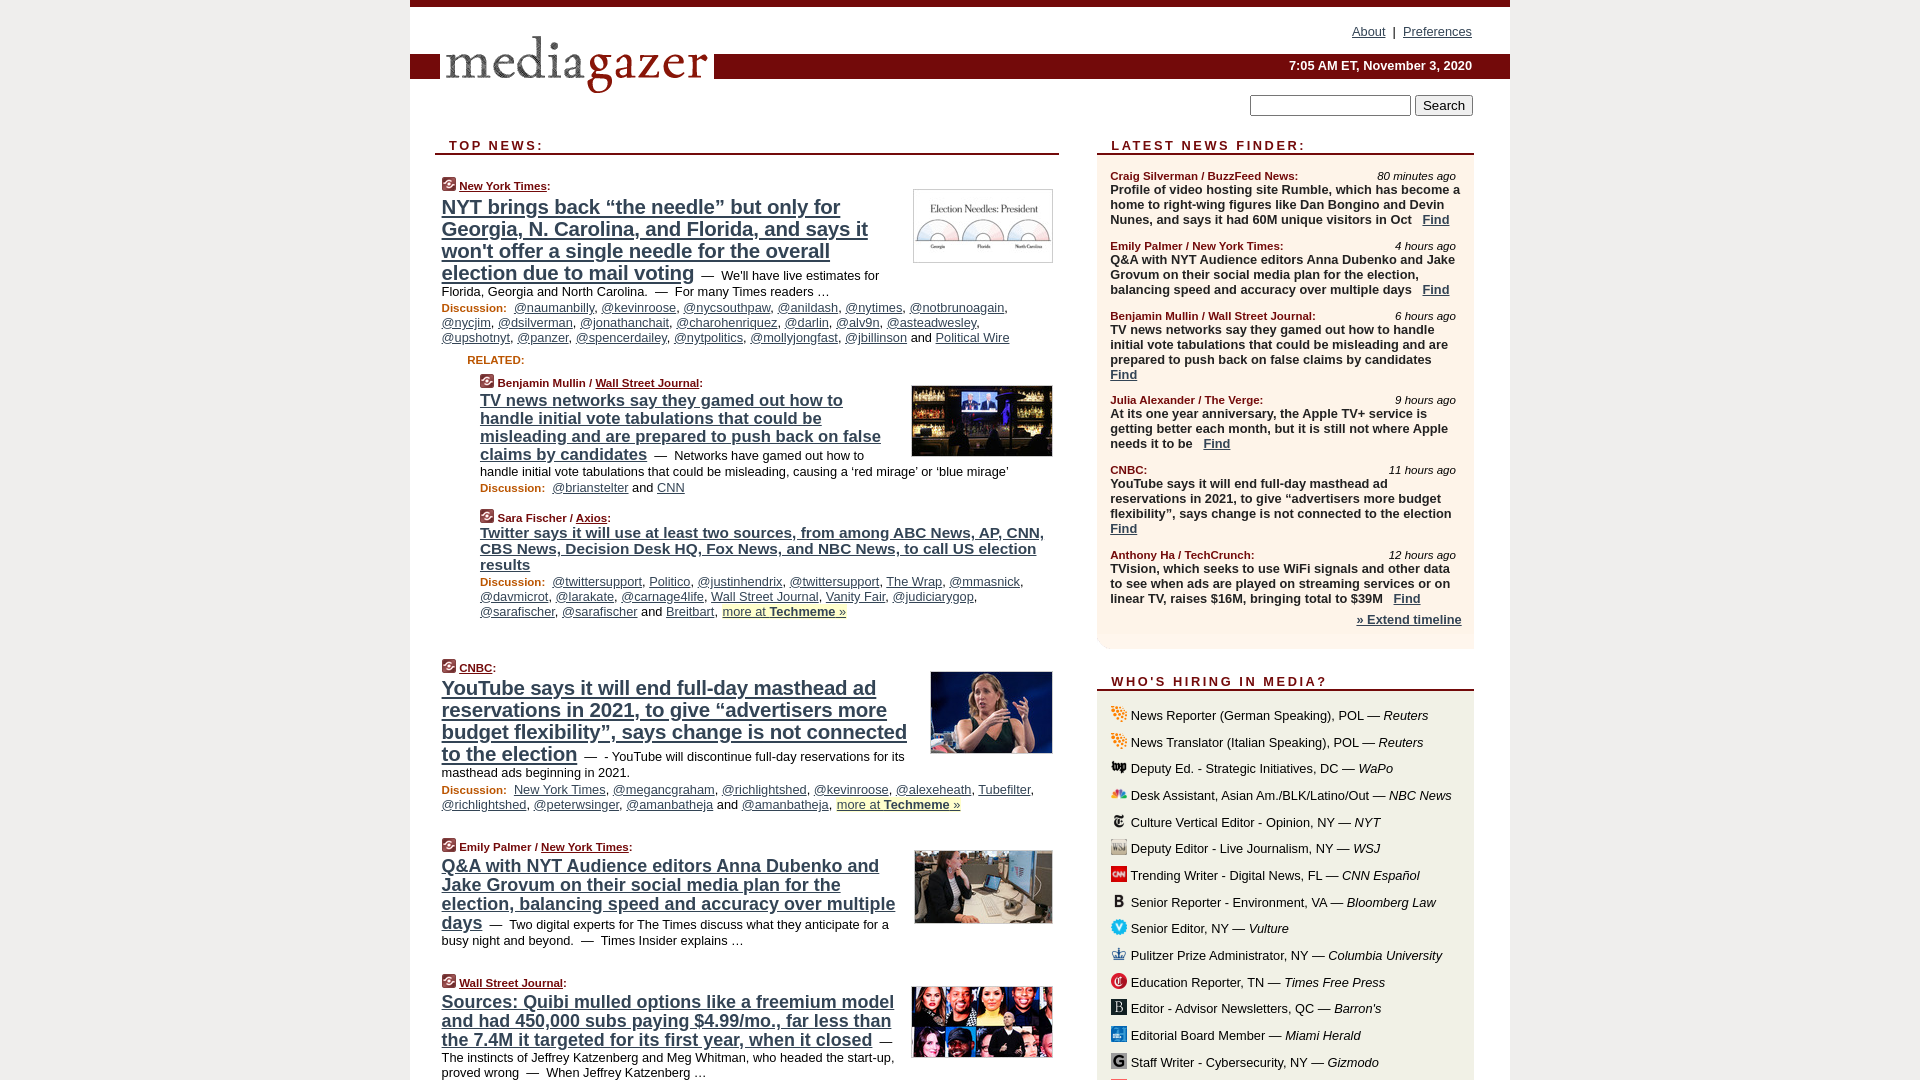 About | Preferences
mediagazer
7:05 AM ET, November 3, 2020
Search
TOP NEWS:
New York Times:
NYT brings back “the needle” but only for
Georgia, N. Carolina, and Florida, and says it
won't offer a single needle for the overall
election due to mail voting — We'll have live estimates for
Florida, Georgia and North Carolina. — For many Times readers …
Election Needles: President
Georgia Florida North Carolina
Discussion: @naumanbilly, @kevinroose, @nycsouthpaw, @anildash, @nytimes, @notbrunoagain,
@nycjim, @dsilverman, @jonathanchait, @charohenriquez, @darlin, @alv9n, @asteadwesley,
@upshotnyt, @panzer, @spencerdailey, @nytpolitics, @mollyjongfast, @jbillinson and Political Wire
RELATED:
Benjamin Mullin / Wall Street Journal:
TV news networks say they gamed out how to
handle initial vote tabulations that could be
misleading and are prepared to push back on false
claims by candidates — Networks have gamed out how to
handle initial vote tabulations that could be misleading, causing a ‘red mirage’ or ‘blue mirage’
Discussion: @brianstelter and CNN
Sara Fischer / Axios:
Twitter says it will use at least two sources, from among ABC News, AP, CNN,
CBS News, Decision Desk HQ, Fox News, and NBC News, to call US election
results
Discussion: @twittersupport, Politico, @justinhendrix, @twittersupport, The Wrap, @mmasnick,
@davmicrot, @larakate, @carnage4life, Wall Street Journal, Vanity Fair, @judiciarygop,
@sarafischer, @sarafischer and Breitbart, more at Techmeme »
CNBC:
YouTube says it will end full-day masthead ad
reservations in 2021, to give “advertisers more
budget flexibility”, says change is not connected
to the election — - YouTube will discontinue full-day reservations for its
masthead ads beginning in 2021.
Discussion: New York Times, @megancgraham, @richlightshed, @kevinroose, @alexeheath, Tubefilter,
@richlightshed, @peterwsinger, @amanbatheja and @amanbatheja, more at Techmeme »
Emily Palmer / New York Times:
Q&A with NYT Audience editors Anna Dubenko and
Jake Grovum on their social media plan for the
election, balancing speed and accuracy over multiple
days — Two digital experts for The Times discuss what they anticipate for a
busy night and beyond. — Times Insider explains …
Wall Street Journal:
Sources: Quibi mulled options like a freemium model
and had 450,000 subs paying $4.99/mo., far less than
the 7.4M it targeted for its first year, when it closed —
The instincts of Jeffrey Katzenberg and Meg Whitman, who headed the start-up,
proved wrong — When Jeffrey Katzenberg …
LATEST NEWS FINDER:
Craig Silverman / BuzzFeed News: 80 minutes ago
Profile of video hosting site Rumble, which has become a
home to right-wing figures like Dan Bongino and Devin
Nunes, and says it had 60M unique visitors in Oct Find
Emily Palmer / New York Times: 4 hours ago
Q&A with NYT Audience editors Anna Dubenko and Jake
Grovum on their social media plan for the election,
balancing speed and accuracy over multiple days Find
Benjamin Mullin / Wall Street Journal: 6 hours ago
TV news networks say they gamed out how to handle
initial vote tabulations that could be misleading and are
prepared to push back on false claims by candidates
Find
Julia Alexander / The Verge: 9 hours ago
At its one year anniversary, the Apple TV+ service is
getting better each month, but it is still not where Apple
needs it to be Find
CNBC: 11 hours ago
YouTube says it will end full-day masthead ad
reservations in 2021, to give “advertisers more budget
flexibility”, says change is not connected to the election
Find
Anthony Ha / TechCrunch: 12 hours ago
TVision, which seeks to use WiFi signals and other data
to see when ads are played on streaming services or on
linear TV, raises $16M, bringing total to $39M Find
» Extend timeline
WHO'S HIRING IN MEDIA?
News Reporter (German Speaking), POL — Reuters
News Translator (Italian Speaking), POL — Reuters
wp Deputy Ed. - Strategic Initiatives, DC — WaPo
Desk Assistant, Asian Am./BLK/Latino/Out — NBC News
T Culture Vertical Editor - Opinion, NY — NYT
WSJ Deputy Editor - Live Journalism, NY — WSJ
CNN Trending Writer - Digital News, FL — CNN Español
B Senior Reporter - Environment, VA — Bloomberg Law
V Senior Editor, NY — Vulture
Pulitzer Prize Administrator, NY — Columbia University
Education Reporter, TN — Times Free Press
B Editor - Advisor Newsletters, QC — Barron's
Editorial Board Member — Miami Herald
G Staff Writer - Cybersecurity, NY — Gizmodo